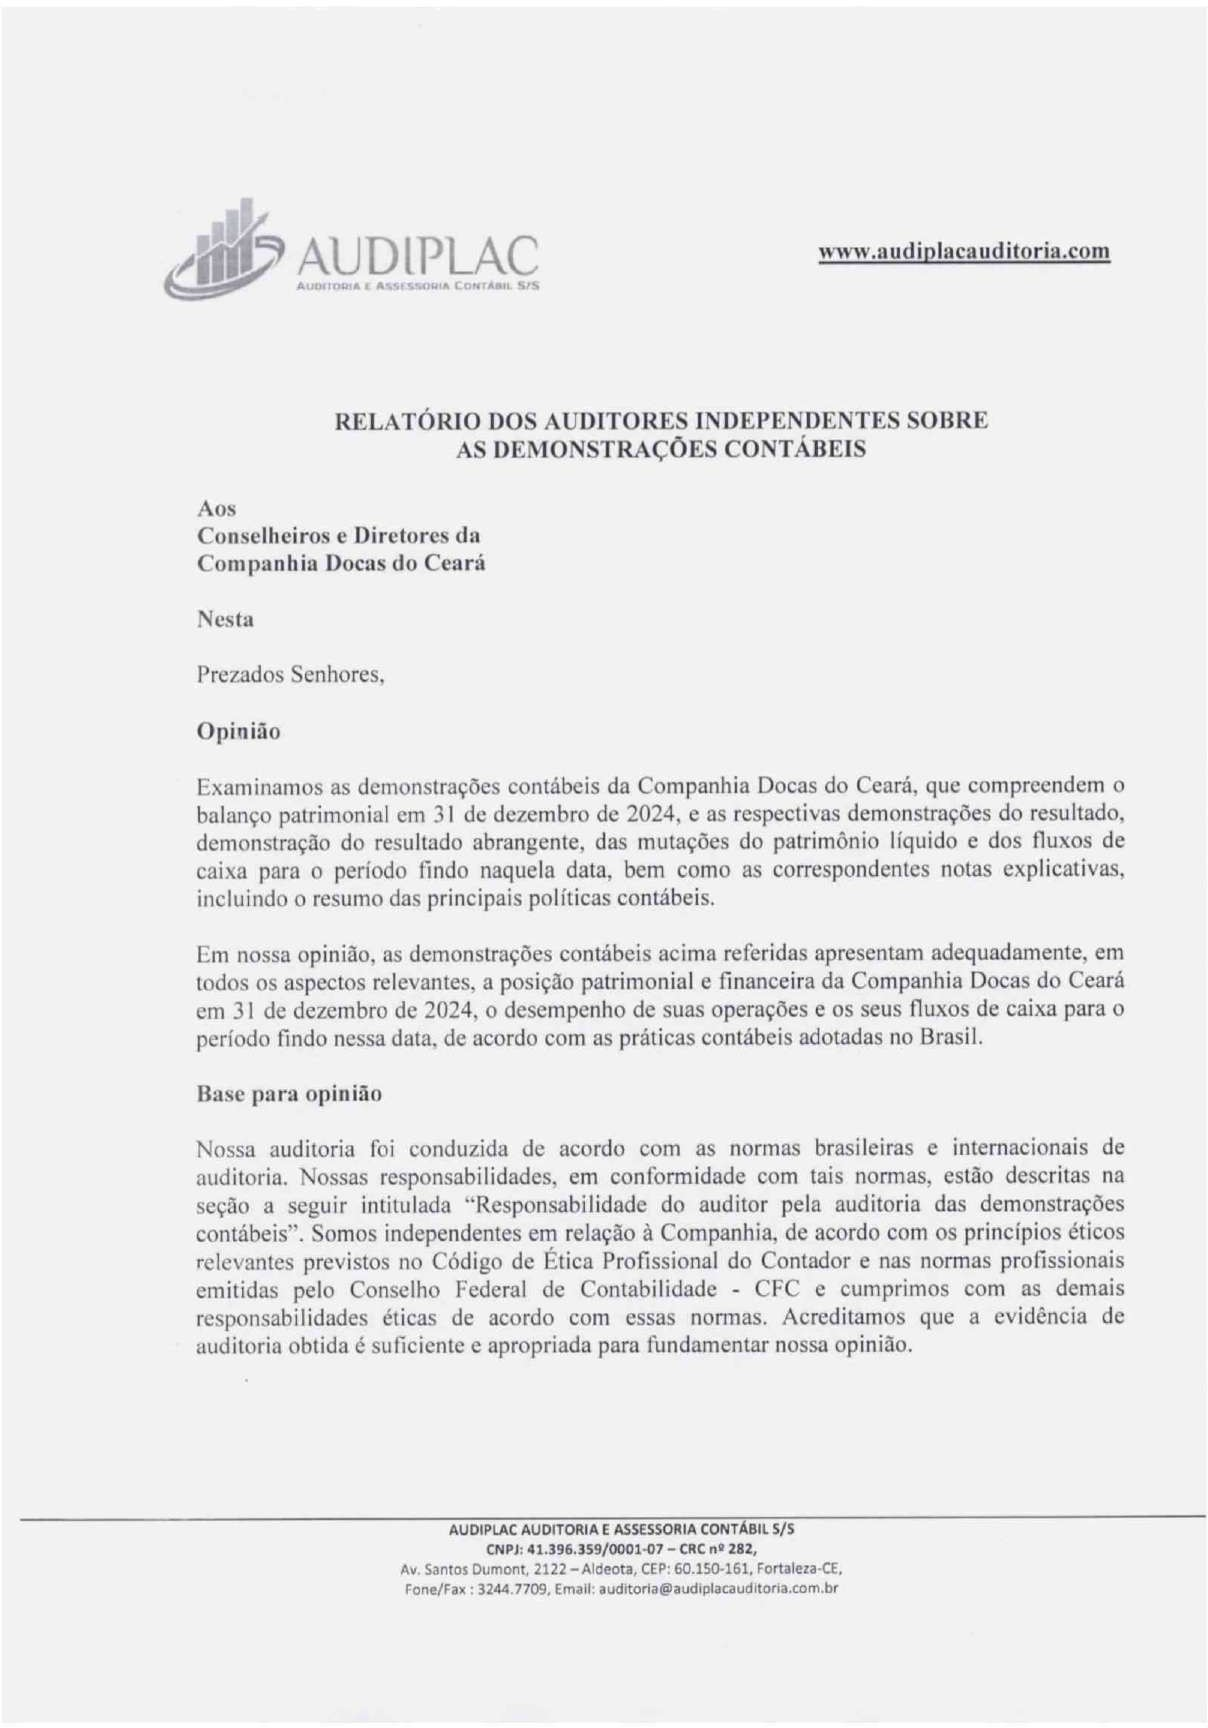 AUDIPLAC
AUDITORIA E ASSESSORIA CONTÁBIL S/S
www.audiplacauditoria.com
RELATÓRIO DOS AUDITORES INDEPENDENTES SOBRE
AS DEMONSTRAÇÕES CONTÁBEIS
Aos
Conselheiros e Diretores da
Companhia Docas do Ceará
Nesta
Prezados Senhores,
Opinião
Examinamos as demonstrações contábeis da Companhia Docas do Ceará, que compreendem o
balanço patrimonial em 31 de dezembro de 2024, e as respectivas demonstrações do resultado,
demonstração do resultado abrangente, das mutações do patrimônio líquido e dos fluxos de
caixa para o período findo naquela data, bem como as correspondentes notas explicativas,
incluindo o resumo das principais políticas contábeis.
Em nossa opinião, as demonstrações contábeis acima referidas apresentam adequadamente, em
todos os aspectos relevantes, a posição patrimonial e financeira da Companhia Docas do Ceará
em 31 de dezembro de 2024, o desempenho de suas operações e os seus fluxos de caixa para o
período findo nessa data, de acordo com as práticas contábeis adotadas no Brasil.
Base para opinião
Nossa auditoria foi conduzida de acordo com as normas brasileiras e internacionais de
auditoria. Nossas responsabilidades, em conformidade com tais normas, estão descritas na
seção a seguir intitulada “Responsabilidade do auditor pela auditoria das demonstrações
contábeis”. Somos independentes em relação à Companhia, de acordo com os princípios éticos
relevantes previstos no Código de Ética Profissional do Contador e nas normas profissionais
emitidas pelo Conselho Federal de Contabilidade - CFC e cumprimos com as demais
responsabilidades éticas de acordo com essas normas. Acreditamos que a evidência de
auditoria obtida é suficiente e apropriada para fundamentar nossa opinião.
AUDIPLAC AUDITORIA E ASSESSORIA CONTÁBIL S/S
CNPJ: 41.396.359/0001-07 – CRC nº 282,
Av. Santos Dumont, 2122 – Aldeota, CEP: 60.150-161, Fortaleza-CE,
Fone/Fax : 3244.7709, Email: auditoria@audiplacauditoria.com.br